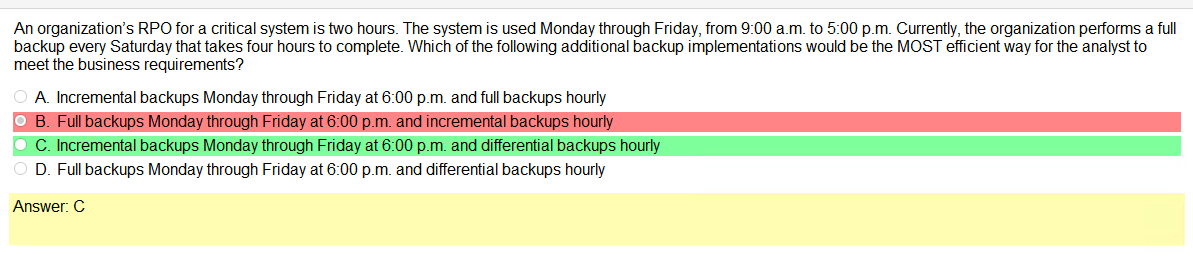 An organization's RPO for a critical system is two hours. The system is used Monday through Friday, from 9:00 a.m. to 5:00 p.m. Currently, the organization performs a full
backup every Saturday that takes four hours to complete. Which of the following additional backup implementations would be the MOST efficient way for the analyst to
meet the business requirements?
A. Incremental backups Monday through Friday at 6:00 p.m. and full backups hourly
B. Full backups Monday through Friday at 6:00 p.m. and incremental backups hourly
C. Incremental backups Monday through Friday at 6:00 p.m. and differential backups hourly
D. Full backups Monday through Friday at 6:00 p.m. and differential backups hourly
Answer: C